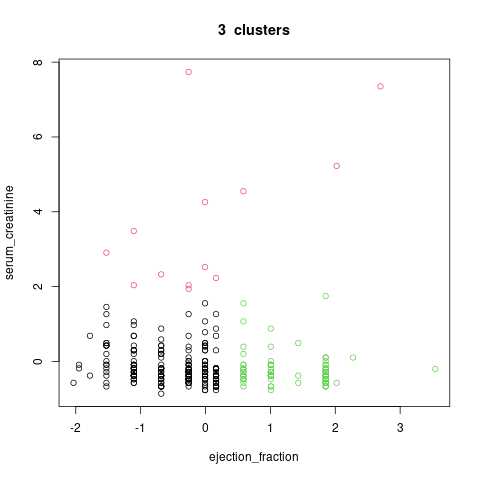 3 clusters
8
6
4
2
0
serum_creatinine
-2 -1 0 1 2 3
ejection_fraction